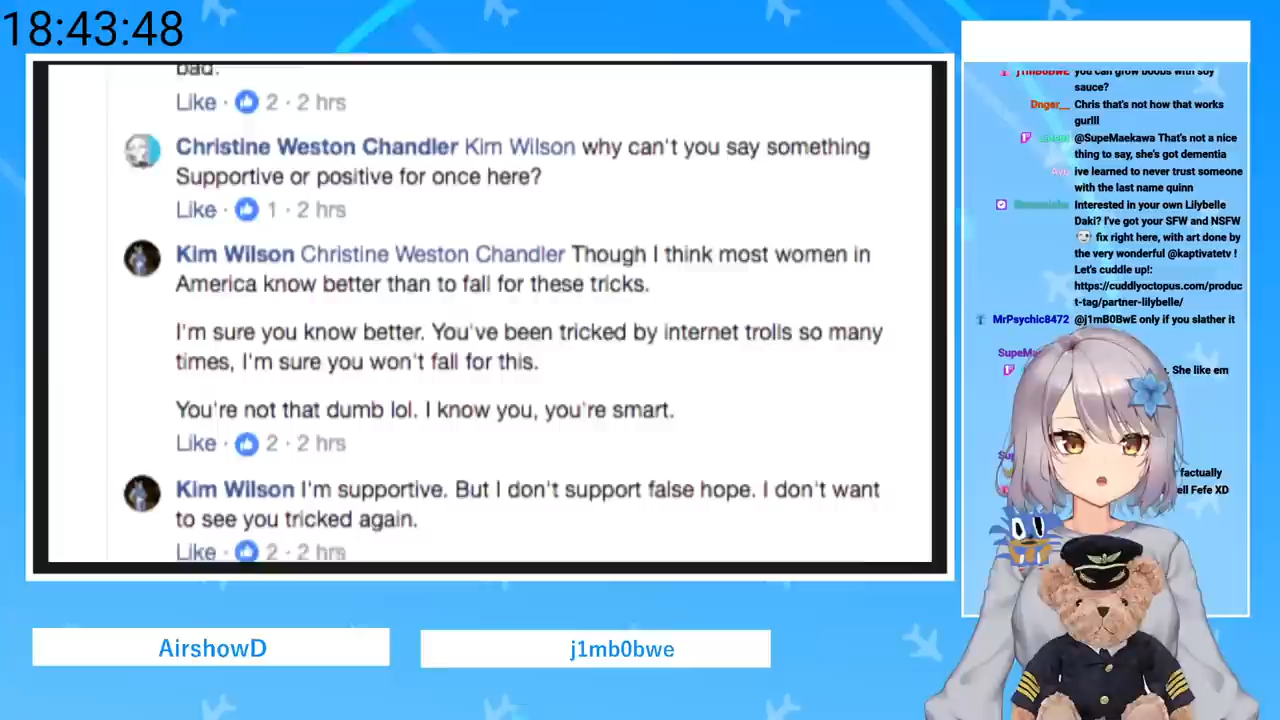 18:43:48
bad.
Like · 2 · 2 hrs
Christine Weston Chandler Kim Wilson why can't you say something
Supportive or positive for once here?
Like · 1 · 2 hrs
Kim Wilson Christine Weston Chandler Though I think most women in
America know better than to fall for these tricks.
I'm sure you know better. You've been tricked by internet trolls so many
times, I'm sure you won't fall for this.
You're not that dumb lol. I know you, you're smart.
Like · 2 · 2 hrs
Kim Wilson I'm supportive. But I don't support false hope. I don't want
to see you tricked again.
Like · 2 · 2 hrs
AirshowD
j1mb0bwe
j1mB0BwE you can grow boobs with soy
sauce?
Dnger__ Chris that's not how that works
gurlll
@SupeMaekawa That's not a nice
thing to say, she's got dementia
ive learned to never trust someone
with the last name quinn
Interested in your own Lilybelle
Daki? I've got your SFW and NSFW
fix right here, with art done by
the very wonderful @kaptivatetv !
Let's cuddle up!:
https://cuddlyoctopus.com/produc
t-tag/partner-lilybelle/
MrPsychic8472 @j1mB0BwE only if you slather it
SupeMa
. She like em
factually
ell Fefe XD